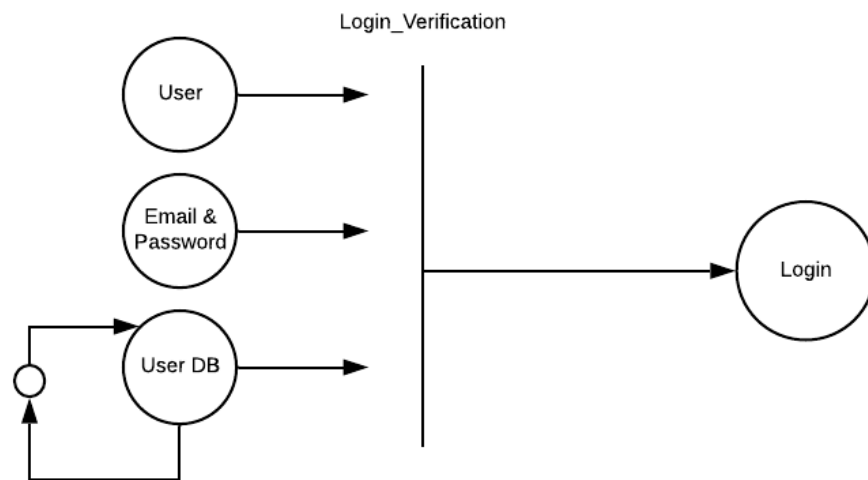 Login_Verification
User
Email &
Password
Login
User DB